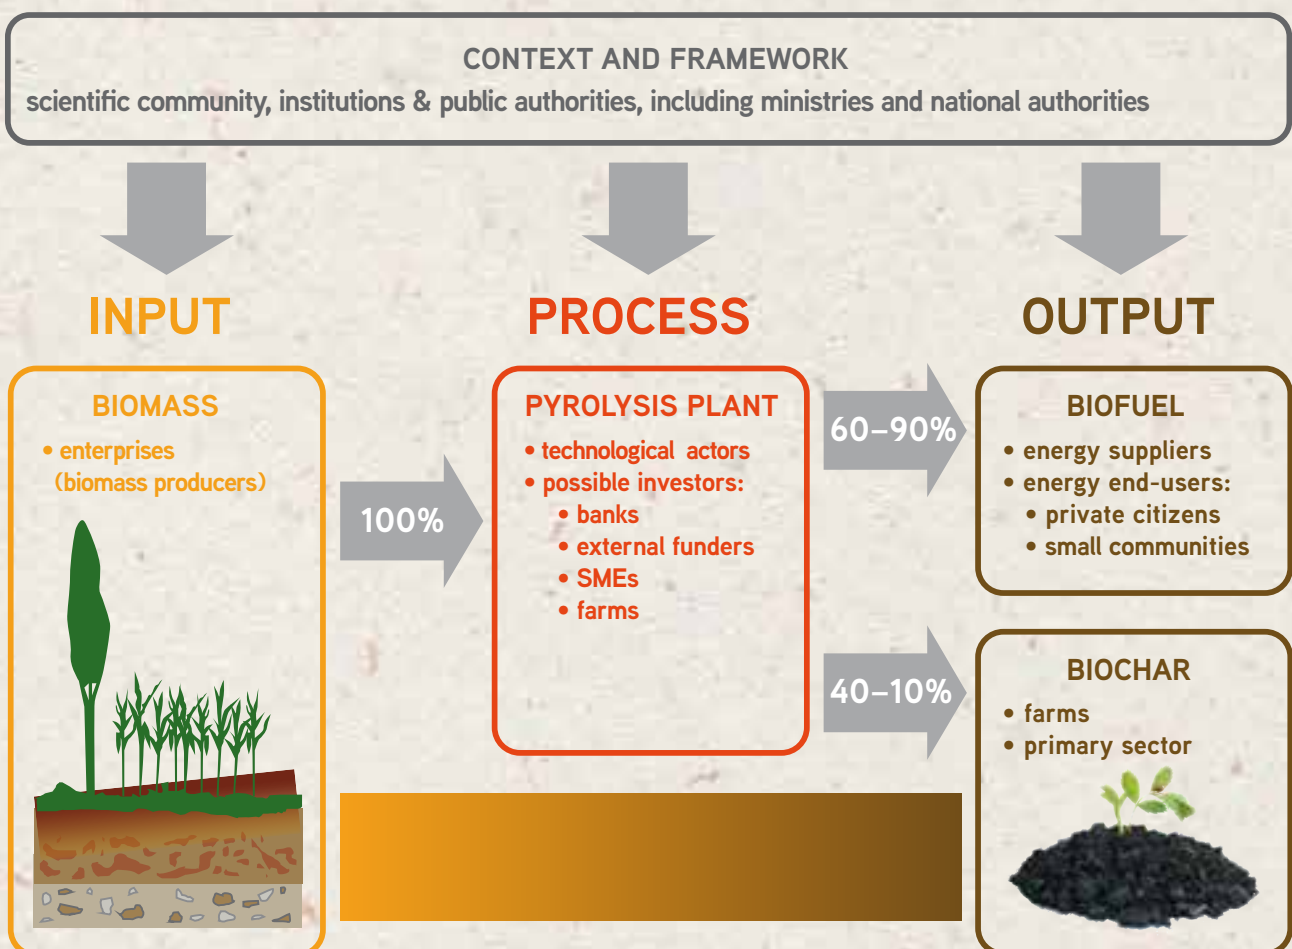 CONTEXT AND FRAMEWORK
scientific community, institutions & public authorities, including ministries and national authorities
INPUT
BIOMASS
• enterprises
(biomass producers)
100%
PROCESS
PYROLYSIS PLANT
• technological actors
• possible investors:
• banks
• external funders
• SMEs
• farms
60–90%
40–10%
OUTPUT
BIOFUEL
• energy suppliers
• energy end-users:
• private citizens
• small communities
BIOCHAR
• farms
• primary sector